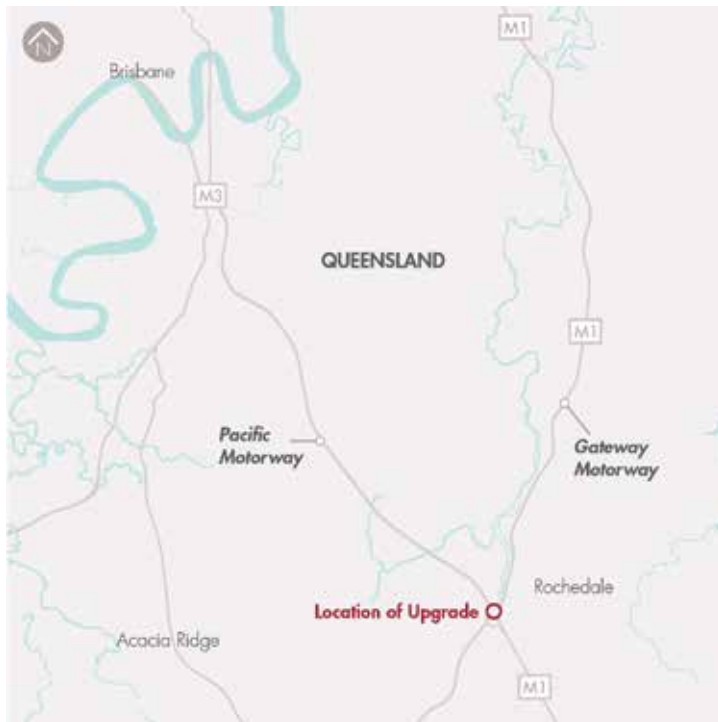 N
M1
Brisbane
M3
QUEENSLAND
M1
Pacific
Motorway
Gateway
Motorway
Rochedale
Location of Upgrade
Acacia Ridge
M1